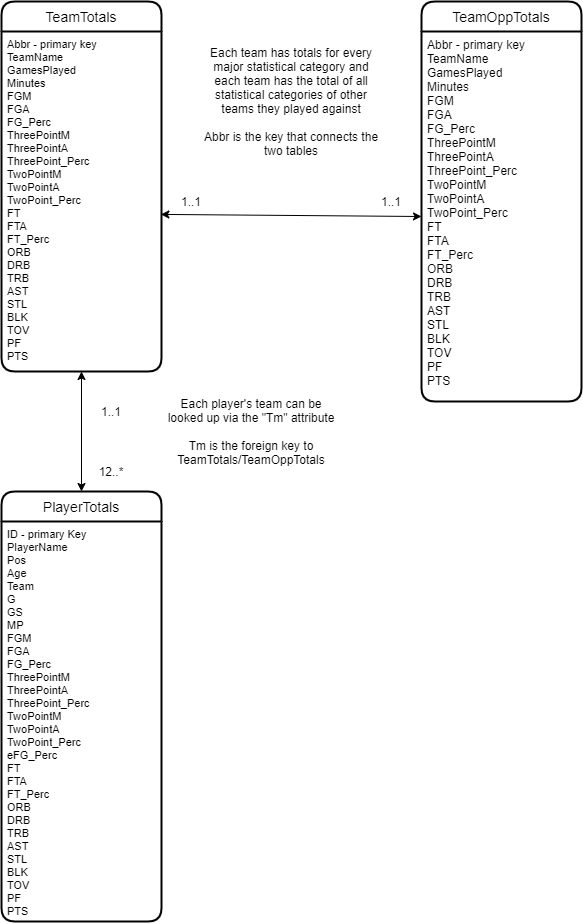 TeamTotals
Abbr - primary key
TeamName
GamesPlayed
Minutes
FGM
FGA
FG_Perc
ThreePointM
ThreePointA
ThreePoint_Perc
TwoPointM
TwoPointA
TwoPoint_Perc
FT
FTA
FT_Perc
ORB
DRB
TRB
AST
STL
BLK
TOV
PF
PTS
Each team has totals for every
major statistical category and
each team has the total of all
statistical categories of other
teams they played against
Abbr is the key that connects the
two tables
1..1
1..1
TeamOppTotals
Abbr - primary key
TeamName
GamesPlayed
Minutes
FGM
FGA
FG_Perc
ThreePointM
ThreePointA
ThreePoint_Perc
TwoPointM
TwoPointA
TwoPoint_Perc
FT
FTA
FT_Perc
ORB
DRB
TRB
AST
STL
BLK
TOV
PF
PTS
1..1
12..*
Each player's team can be
looked up via the "Tm" attribute
Tm is the foreign key to
TeamTotals/TeamOppTotals
PlayerTotals
ID - primary Key
PlayerName
Pos
Age
Team
G
GS
MP
FGM
FGA
FG_Perc
ThreePointM
ThreePointA
ThreePoint_Perc
TwoPointM
TwoPointA
TwoPoint_Perc
eFG_Perc
FT
FTA
FT_Perc
ORB
DRB
TRB
AST
STL
BLK
TOV
PF
PTS